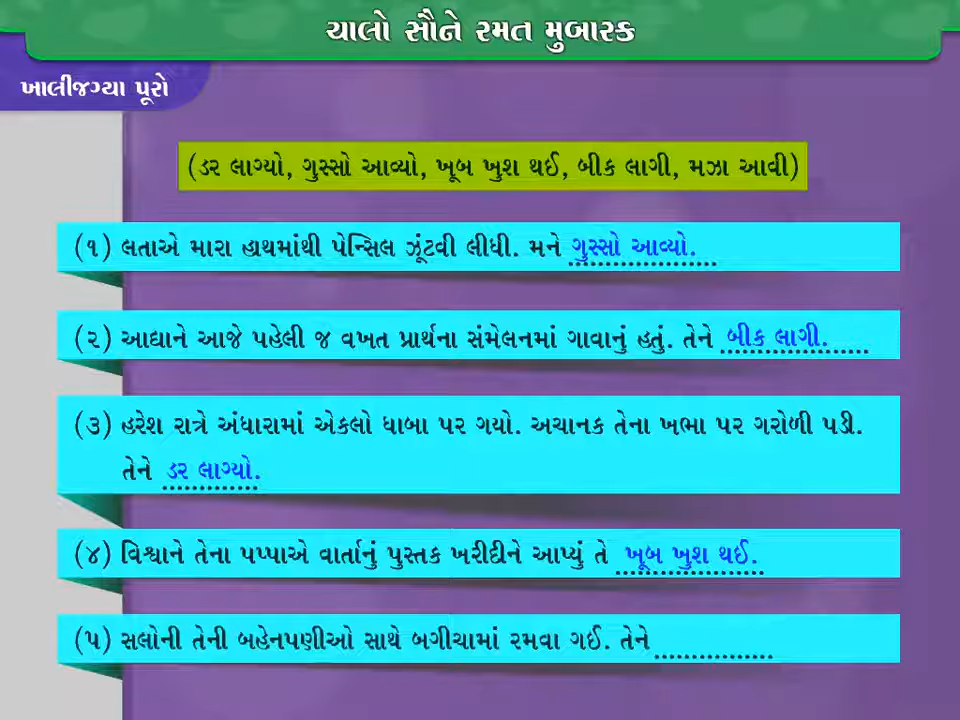 ચાલો સૌને રમત મુબારક
ખાલીજગ્યા પૂરો
(ડર લાગ્યો, ગુસ્સો આવ્યો, ખૂબ ખુશ થઈ, બીક લાગી, મઝા આવી)
(૧) લતાએ મારા હાથમાંથી પેન્સિલ ઝૂંટવી લીધી. મને ગુસ્સો આવ્યો.
(૨) આદ્યાને આજે પહેલી જ વખત પ્રાર્થના સંમેલનમાં ગાવાનું હતું. તેને બીક લાગી.
(૩) હરેશ રાત્રે અંધારામાં એકલો ધાબા પર ગયો. અચાનક તેના ખભા પર ગરોળી પડી.
તેને ડર લાગ્યો.
(૪) વિશ્વાને તેના પપ્પાએ વાર્તાનું પુસ્તક ખરીદીને આપ્યું તે ખૂબ ખુશ થઈ.
(૫) સલોની તેની બહેનપણીઓ સાથે બગીચામાં રમવા ગઈ. તેને ................